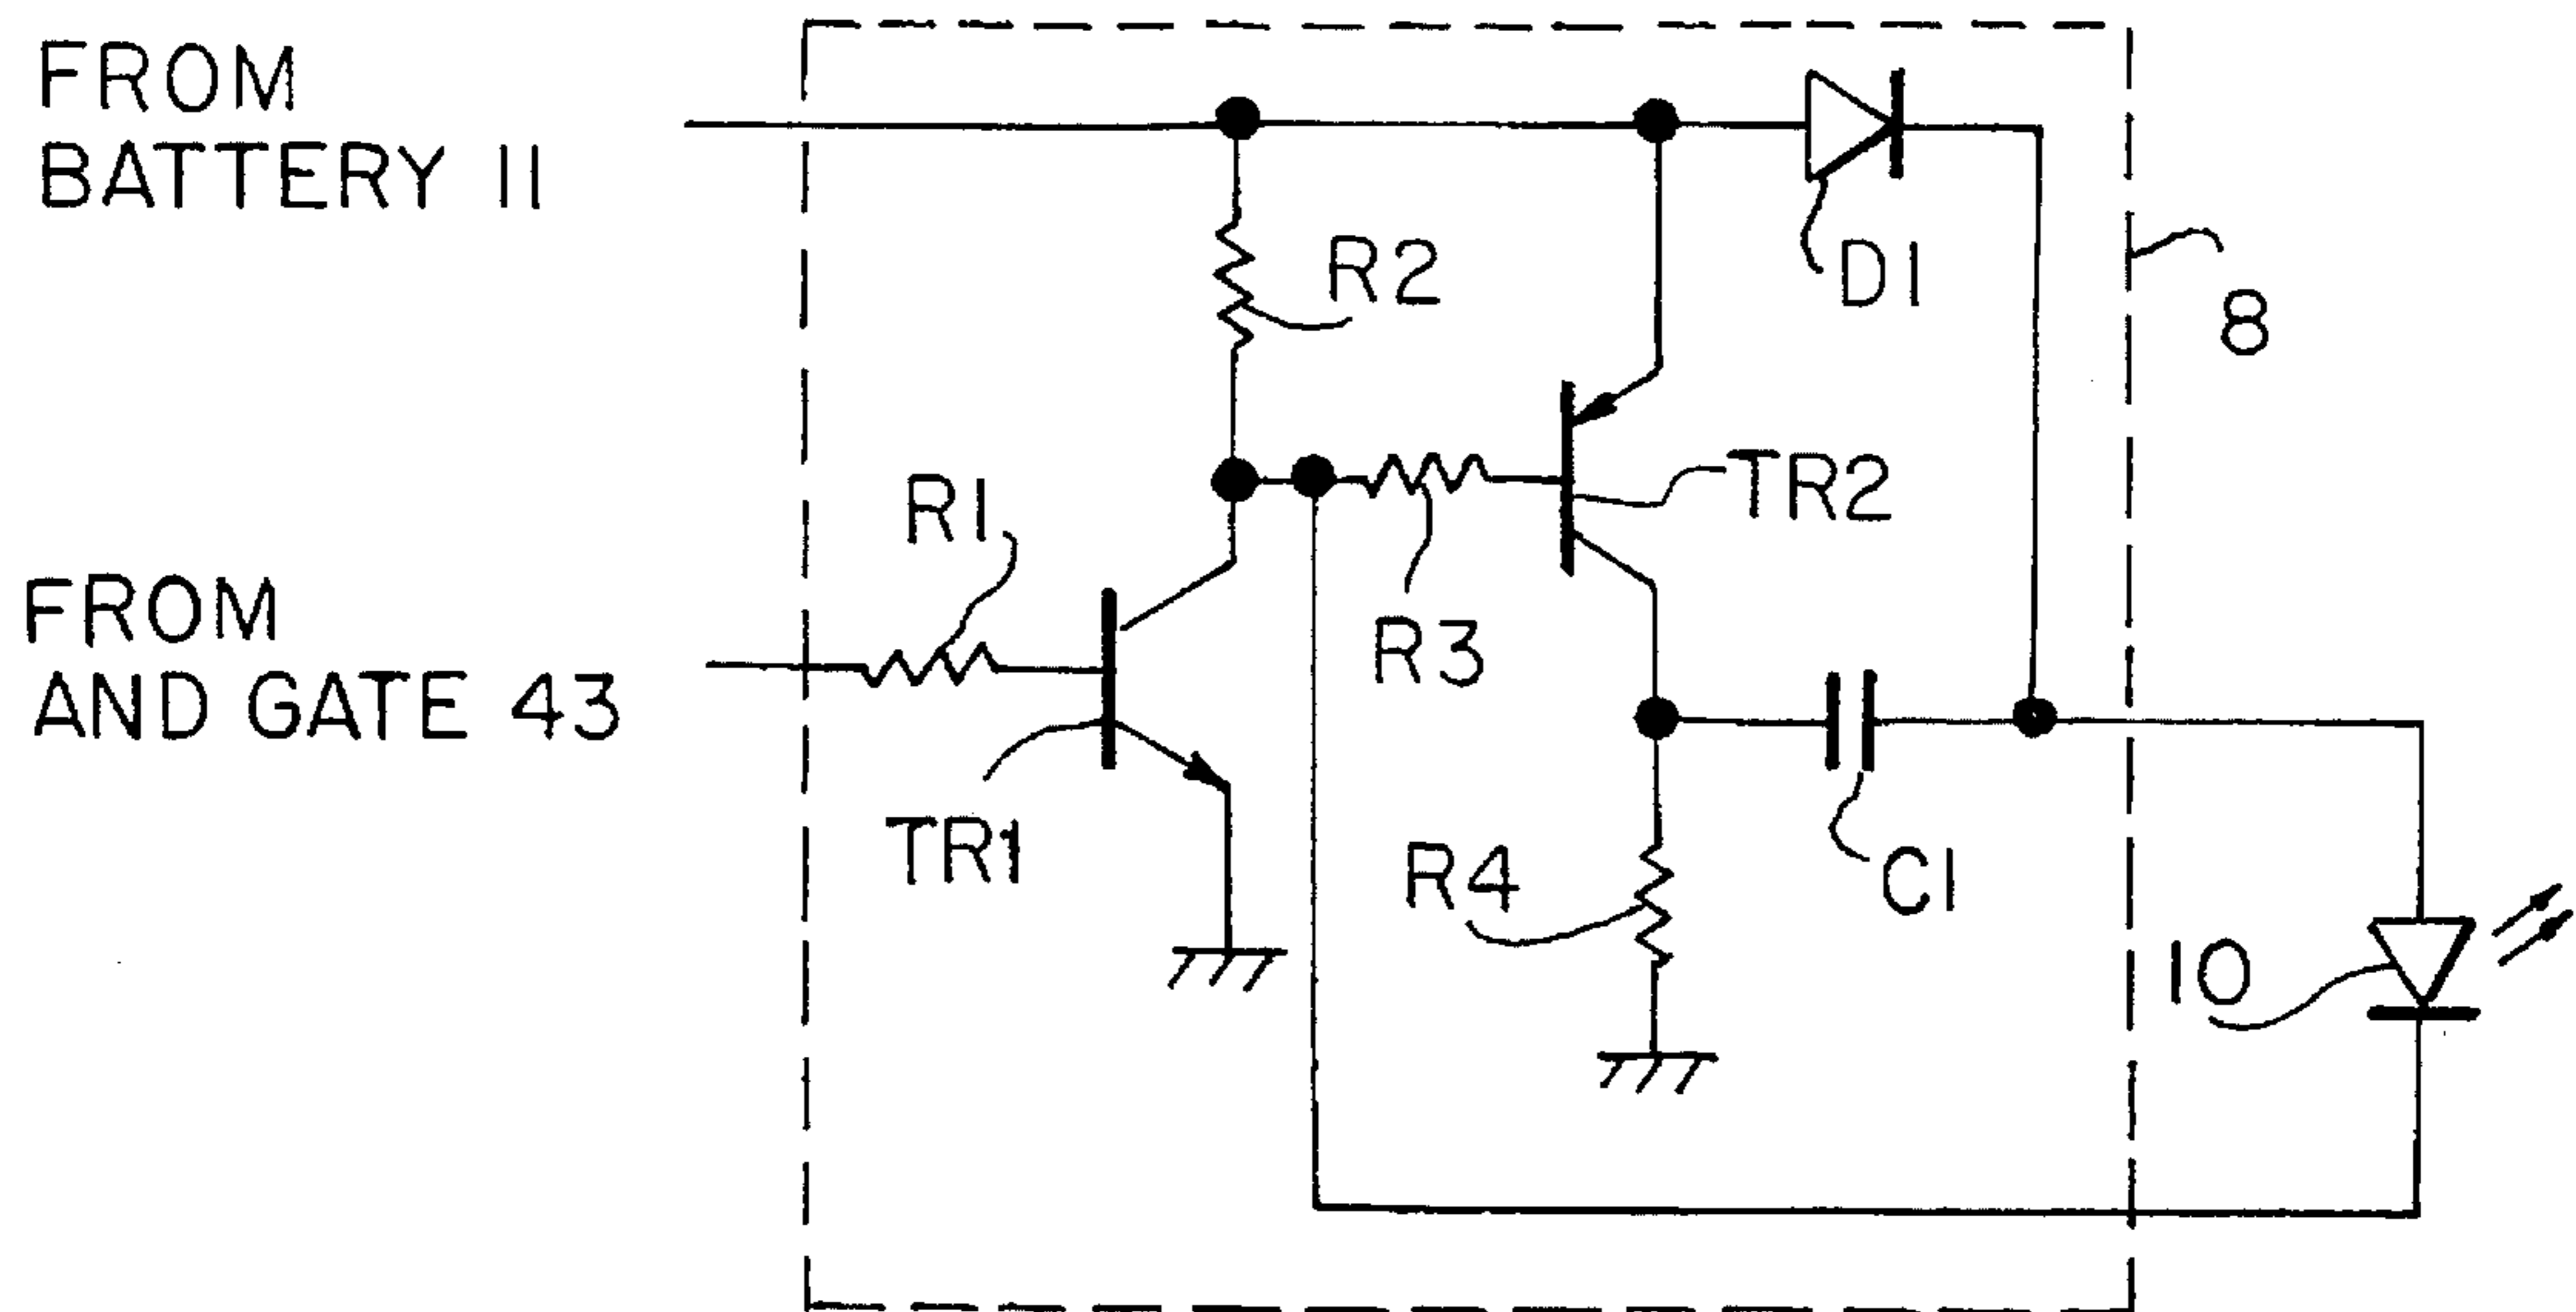 FROM
BATTERY 11
R2
D1
8
R1
TR2
R3
FROM
AND GATE 43
TR1
R4
C1
10